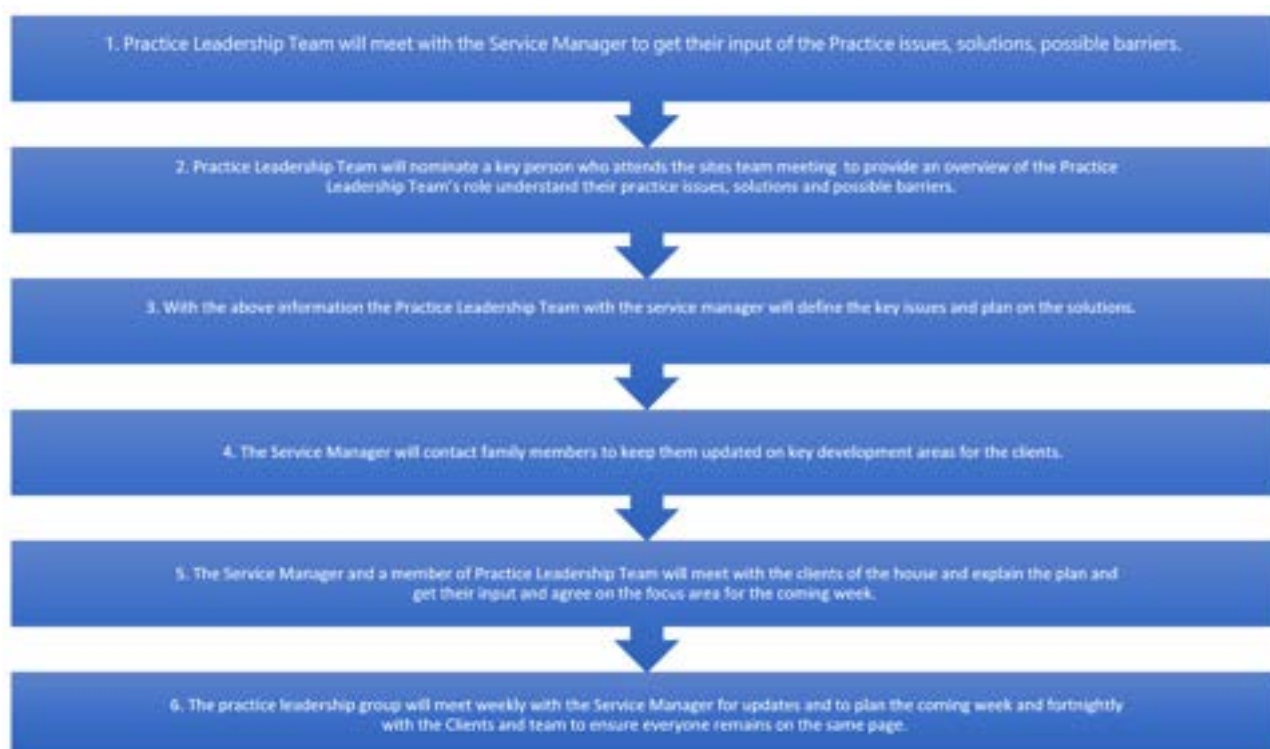 1. Practice Leadership Team will meet with the Service Manager to get their input of the Practice issues, solutions, possible barriers.
2. Practice Leadership Team will nominate a key person who attends the sites team meeting to provide an overview of the Practice
Leadership Team's role understand their practice issues, solutions and possible barriers.
3. With the above information the Practice Leadership Team with the service manager will define the key issues and plan on the solutions.
4. The Service Manager will contact family members to keep them updated on key development areas for the clients.
5. The Service Manager and a member of Practice Leadership Team will meet with the clients of the house and explain the plan and
get their input and agree on the focus area for the coming week.
6. The practice leadership group will meet weekly with the Service Manager for updates and to plan the coming week and fortnightly
with the Clients and team to ensure everyone remains on the same page.